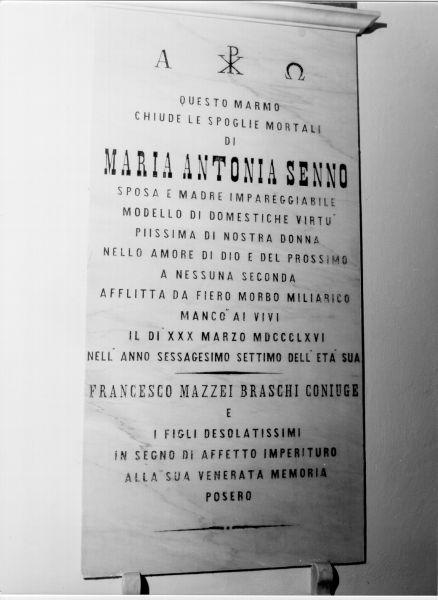 Α ☧ Ω
QUESTO MARMO
CHIUDE LE SPOGLIE MORTALI
DI
MARIA ANTONIA SENNO
SPOSA E MADRE IMPAREGGIABILE
MODELLO DI DOMESTICHE VIRTU'
PIISSIMA DI NOSTRA DONNA
NELLO AMORE DI DIO E DEL PROSSIMO
A NESSUNA SECONDA
AFFLITTA DA FIERO MORBO MILIARICO
MANCO' AI VIVI
IL DI' XXX MARZO MDCCCLXVI
NELL' ANNO SESSAGESIMO SETTIMO DELL' ETA' SUA
FRANCESCO MAZZEI BRASCHI CONIUGE
E
I FIGLI DESOLATISSIMI
IN SEGNO DI AFFETTO IMPERITURO
ALLA SUA VENERATA MEMORIA
POSERO